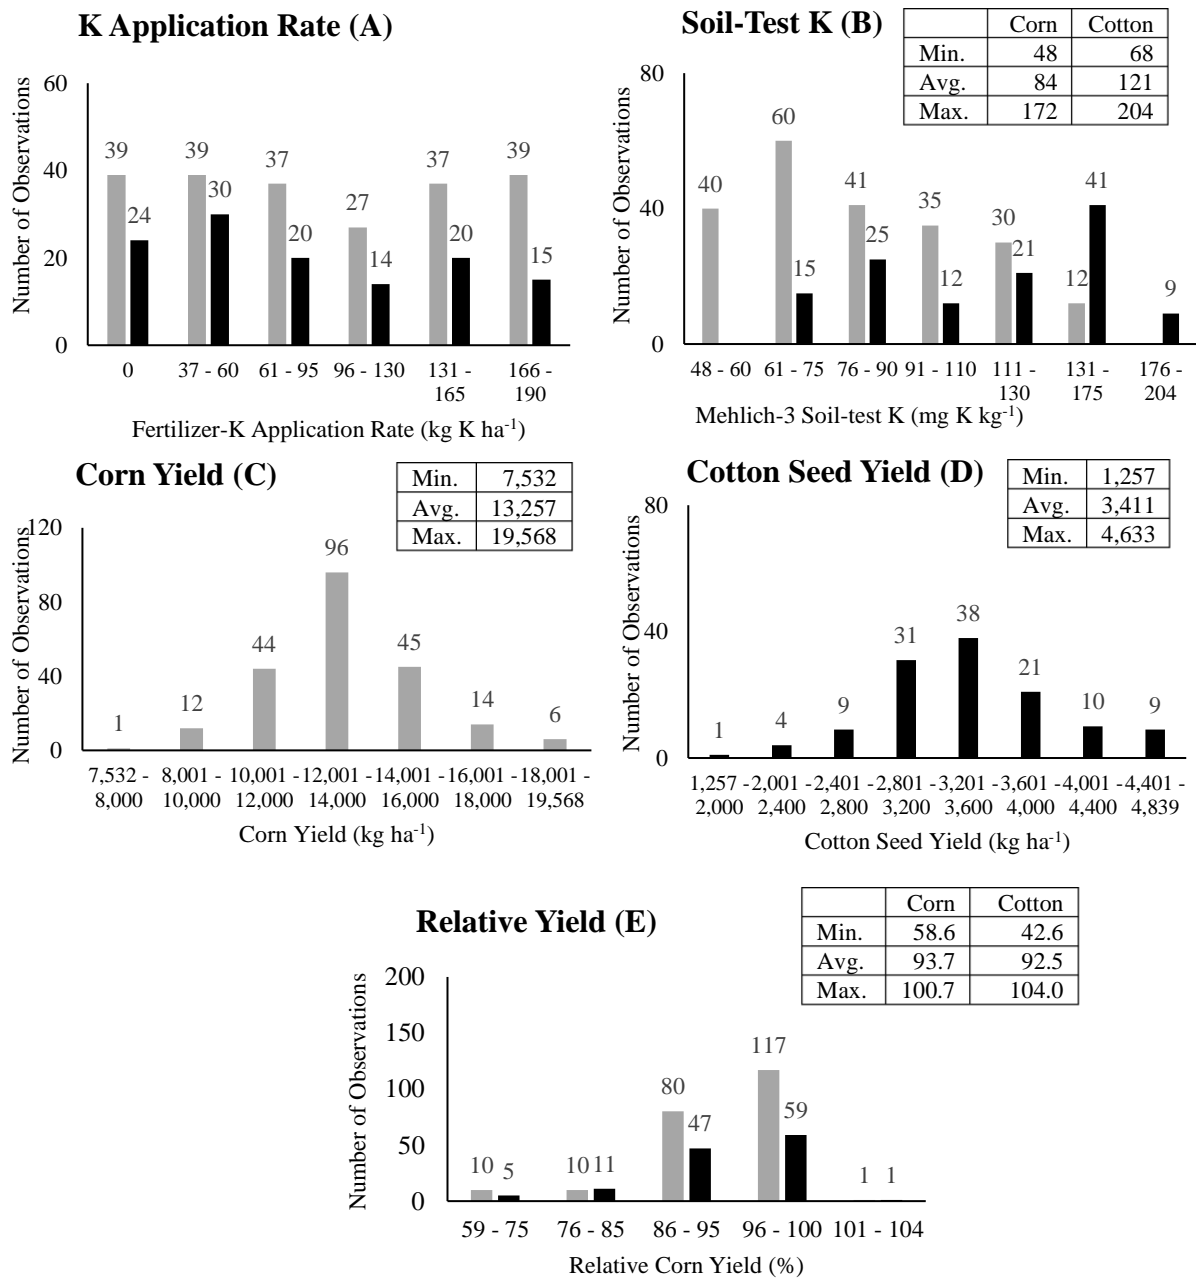 K Application Rate (A)
Number of Observations
60
40
20
0
39
24
39
30
37
20
27
14
37
20
39
15
0
37 - 60
61 - 95
96 - 130
131 - 165
166 - 190
Fertilizer-K Application Rate (kg K ha-1)
Soil-Test K (B)
Corn Cotton
Min. 48 68
Avg. 84 121
Max. 172 204
Number of Observations
80
40
0
40
60
15
41
25
35
12
30
21
12
41
9
48 - 60
61 - 75
76 - 90
91 - 110
111 - 130
131 - 175
176 - 204
Mehlich-3 Soil-test K (mg K kg-1)
Corn Yield (C)
Min. 7,532
Avg. 13,257
Max. 19,568
Number of Observations
120
80
40
0
1
12
44
96
45
14
6
7,532 - 8,000
8,001 - 10,000
10,001 - 12,000
12,001 - 14,000
14,001 - 16,000
16,001 - 18,000
18,001 - 19,568
Corn Yield (kg ha-1)
Cotton Seed Yield (D)
Min. 1,257
Avg. 3,411
Max. 4,633
Number of Observations
80
40
0
1
4
9
31
38
21
10
9
1,257 - 2,000
2,001 - 2,400
2,401 - 2,800
2,801 - 3,200
3,201 - 3,600
3,601 - 4,000
4,001 - 4,400
4,401 - 4,839
Cotton Seed Yield (kg ha-1)
Relative Yield (E)
Corn Cotton
Min. 58.6 42.6
Avg. 93.7 92.5
Max. 100.7 104.0
Number of Observations
200
150
100
50
0
10
5
10
11
80
47
117
59
1
1
59 - 75
76 - 85
86 - 95
96 - 100
101 - 104
Relative Corn Yield (%)